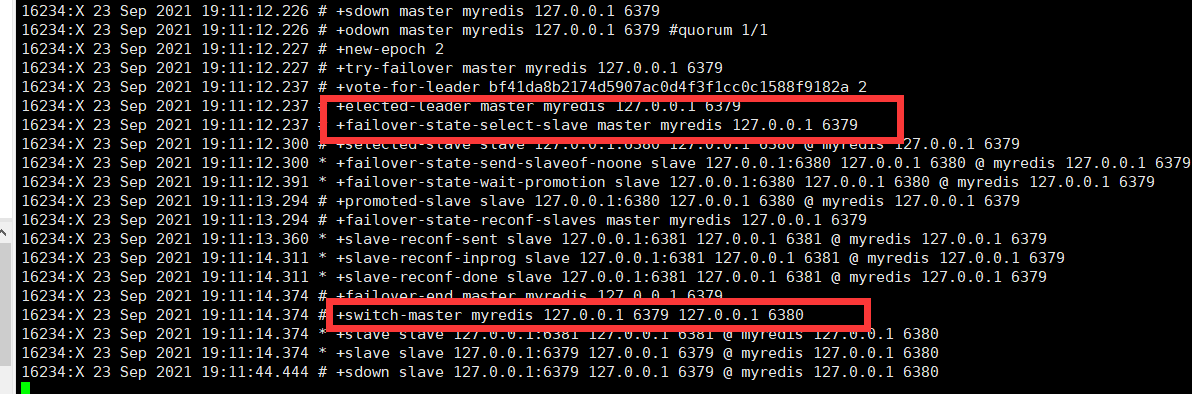 16234:X 23 Sep 2021 19:11:12.226 # +sdown master myredis 127.0.0.1 6379
16234:X 23 Sep 2021 19:11:12.226 # +odown master myredis 127.0.0.1 6379 #quorum 1/1
16234:X 23 Sep 2021 19:11:12.227 # +new-epoch 2
16234:X 23 Sep 2021 19:11:12.227 # +try-failover master myredis 127.0.0.1 6379
16234:X 23 Sep 2021 19:11:12.237 # +vote-for-leader bf41da8b2174d5907ac0d4f3f1cc0c1588f9182a 2
16234:X 23 Sep 2021 19:11:12.237 # +elected-leader master myredis 127.0.0.1 6379
16234:X 23 Sep 2021 19:11:12.237 # +failover-state-select-slave master myredis 127.0.0.1 6379
16234:X 23 Sep 2021 19:11:12.300 # +selected-slave slave 127.0.0.1:6380 127.0.0.1 6380 @ myredis 127.0.0.1 6379
16234:X 23 Sep 2021 19:11:12.300 * +failover-state-send-slaveof-noone slave 127.0.0.1:6380 127.0.0.1 6380 @ myredis 127.0.0.1 6379
16234:X 23 Sep 2021 19:11:12.391 * +failover-state-wait-promotion slave 127.0.0.1:6380 127.0.0.1 6380 @ myredis 127.0.0.1 6379
16234:X 23 Sep 2021 19:11:13.294 # +promoted-slave slave 127.0.0.1:6380 127.0.0.1 6380 @ myredis 127.0.0.1 6379
16234:X 23 Sep 2021 19:11:13.294 # +failover-state-reconf-slaves master myredis 127.0.0.1 6379
16234:X 23 Sep 2021 19:11:13.360 * +slave-reconf-sent slave 127.0.0.1:6381 127.0.0.1 6381 @ myredis 127.0.0.1 6379
16234:X 23 Sep 2021 19:11:14.311 * +slave-reconf-inprog slave 127.0.0.1:6381 127.0.0.1 6381 @ myredis 127.0.0.1 6379
16234:X 23 Sep 2021 19:11:14.311 * +slave-reconf-done slave 127.0.0.1:6381 127.0.0.1 6381 @ myredis 127.0.0.1 6379
16234:X 23 Sep 2021 19:11:14.374 # +failover-end master myredis 127.0.0.1 6379
16234:X 23 Sep 2021 19:11:14.374 # +switch-master myredis 127.0.0.1 6379 127.0.0.1 6380
16234:X 23 Sep 2021 19:11:14.374 * +slave slave 127.0.0.1:6381 127.0.0.1 6381 @ myredis 127.0.0.1 6380
16234:X 23 Sep 2021 19:11:14.374 * +slave slave 127.0.0.1:6379 127.0.0.1 6379 @ myredis 127.0.0.1 6380
16234:X 23 Sep 2021 19:11:44.444 # +sdown slave 127.0.0.1:6379 127.0.0.1 6379 @ myredis 127.0.0.1 6380